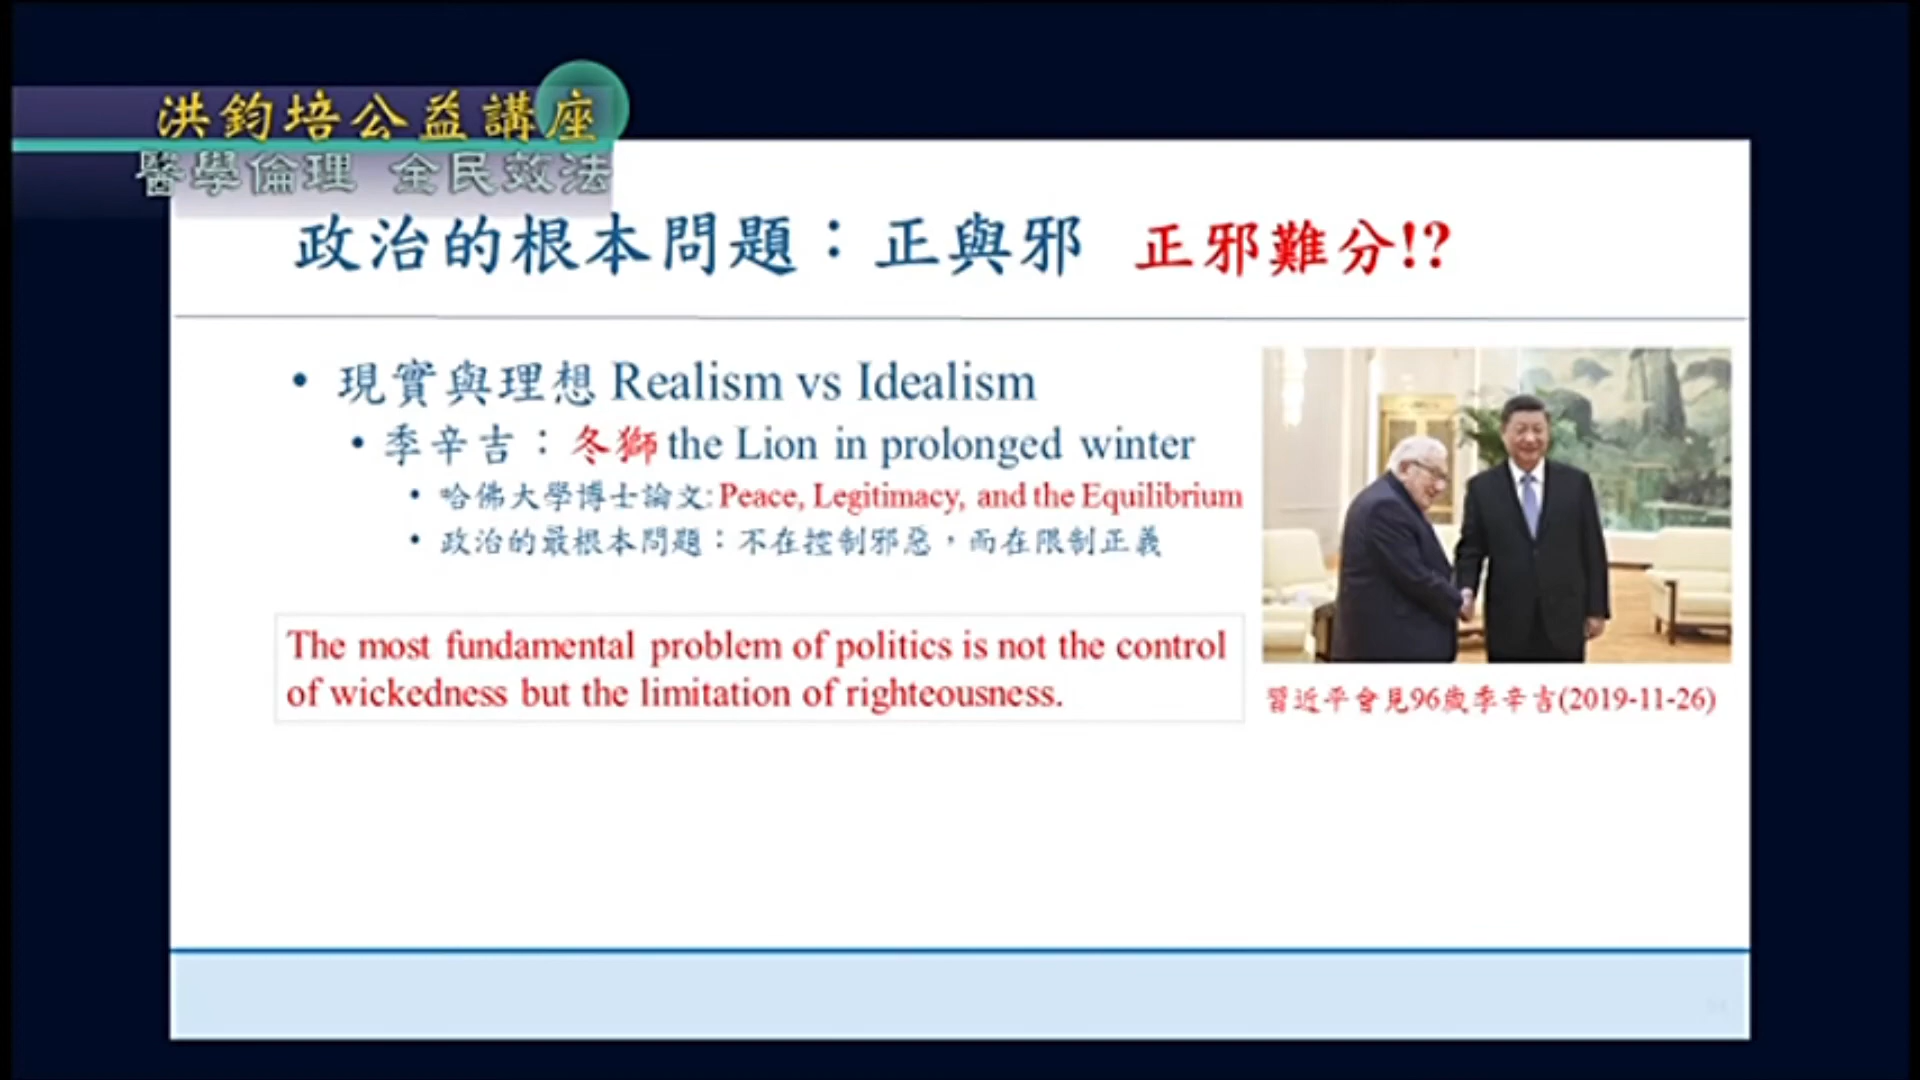 洪鈞培公益講座
醫學倫理 全民效法
政治的根本問題：正與邪 正邪難分!?
• 現實與理想 Realism vs Idealism
• 季辛吉：冬獅 the Lion in prolonged winter
• 哈佛大學博士論文: Peace, Legitimacy, and the Equilibrium
• 政治的最根本問題：不在控制邪惡，而在限制正義
The most fundamental problem of politics is not the control
of wickedness but the limitation of righteousness.
習近平會見96歲季辛吉(2019-11-26)